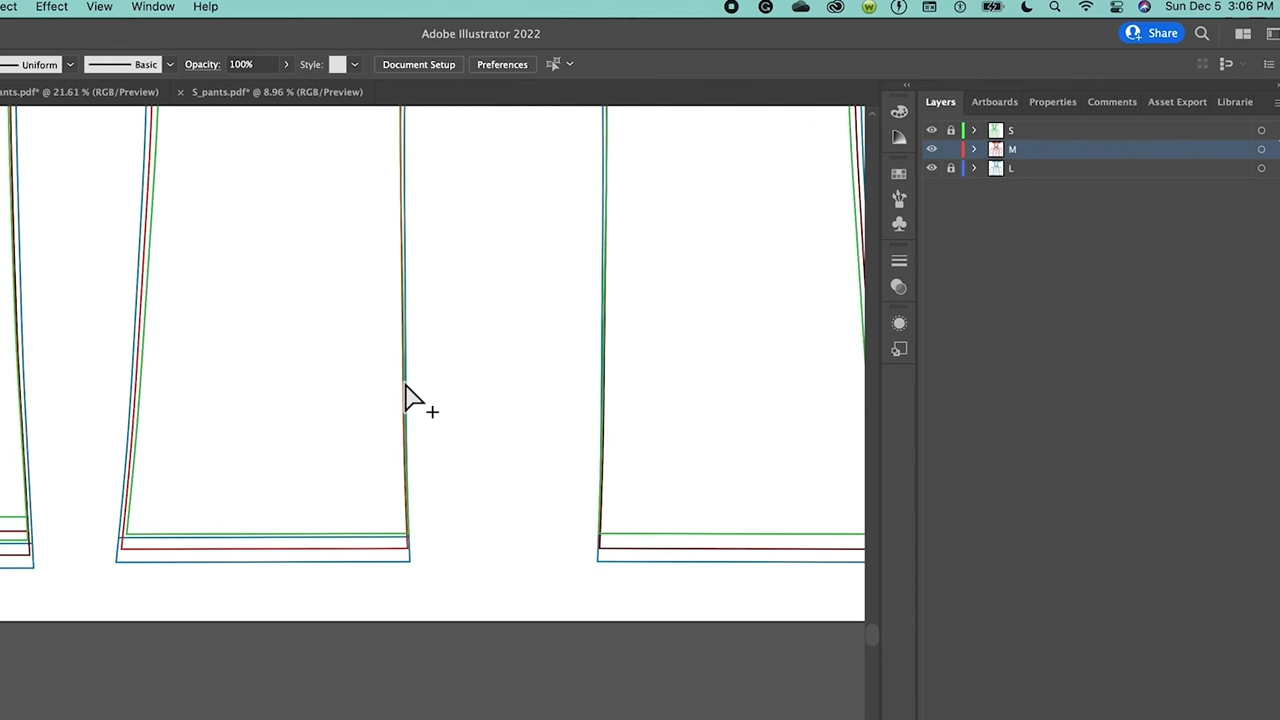 ect Effect View Window Help Sun Dec 5 3:06 PM
Adobe Illustrator 2022 Share
Uniform Basic Opacity: 100% Style: Document Setup Preferences
ants.pdf* @ 21.61 % (RGB/Preview) × S_pants.pdf* @ 8.96 % (RGB/Preview)
Layers Artboards Properties Comments Asset Export Librarie
S
M
L